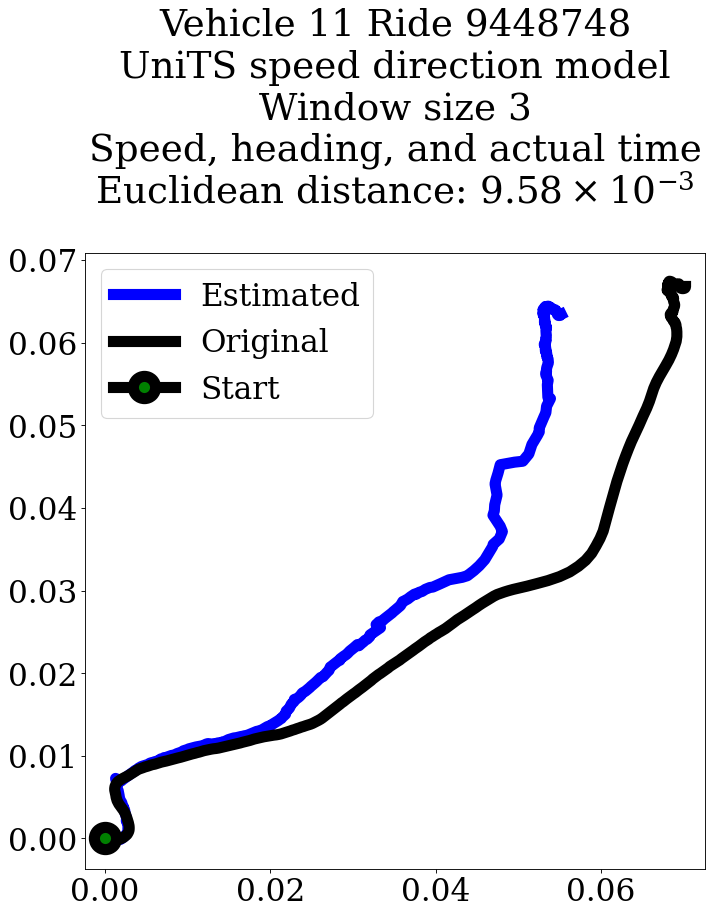 Vehicle 11 Ride 9448748
UniTS speed direction model
Window size 3
Speed, heading, and actual time
Euclidean distance: 9.58 × 10⁻³
0.07
0.06
0.05
0.04
0.03
0.02
0.01
0.00
Estimated
Original
Start
0.00 0.02 0.04 0.06